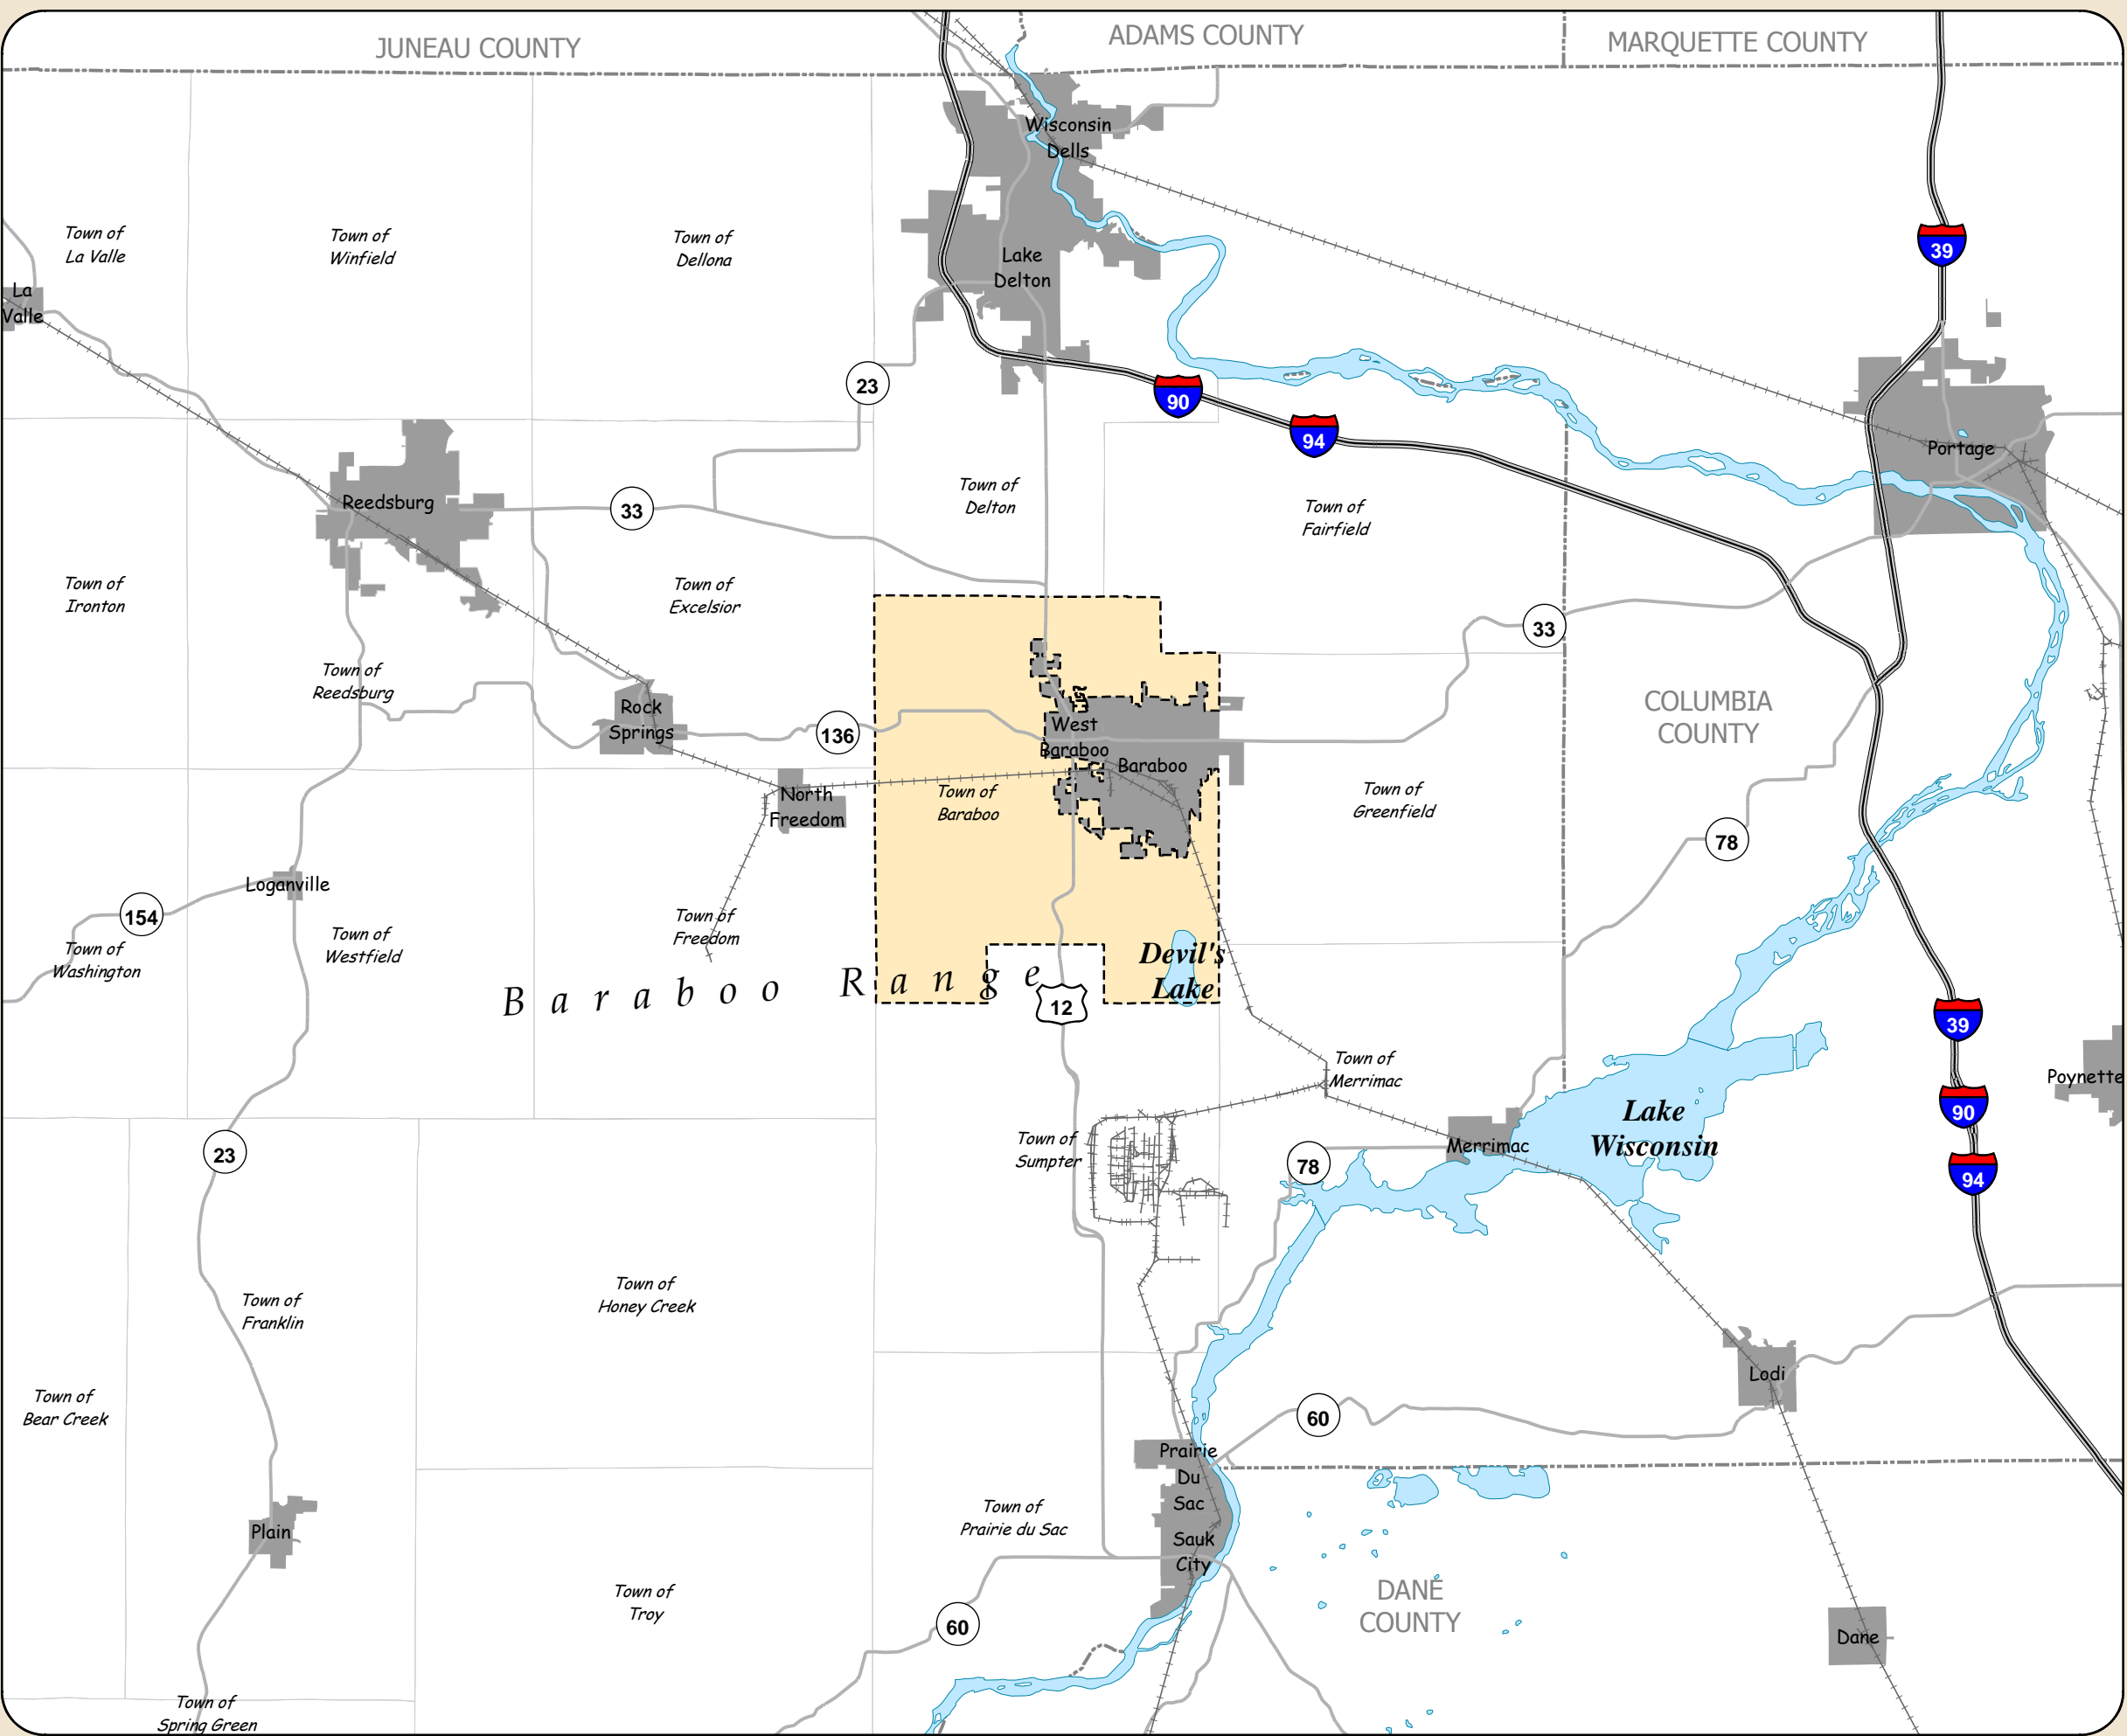 JUNEAU COUNTY
ADAMS COUNTY
MARQUETTE COUNTY
Wisconsin
Dells
Town of
La Valle
Town of
Winfield
Town of
Dellona
Lake
Delton
39
La
Valle
23
90
94
Portage
Reedsburg
33
Town of
Delton
Town of
Fairfield
Town of
Ironton
Town of
Excelsior
33
Town of
Reedsburg
Rock
Springs
136
West
Baraboo
Baraboo
COLUMBIA
COUNTY
North
Freedom
Town of
Baraboo
Town of
Greenfield
78
Loganville
154
Town of
Washington
Town of
Westfield
Town of
Freedom
Devil's
Lake
Baraboo Range
12
39
Town of
Merrimac
Poynette
90
Lake
Wisconsin
23
Town of
Sumpter
78
Merrimac
94
Town of
Franklin
Town of
Honey Creek
Lodi
Town of
Bear Creek
60
Prairie
Du
Sac
Plain
Town of
Prairie du Sac
Sauk
City
Town of
Troy
60
DANE
COUNTY
Dane
Town of
Spring Green